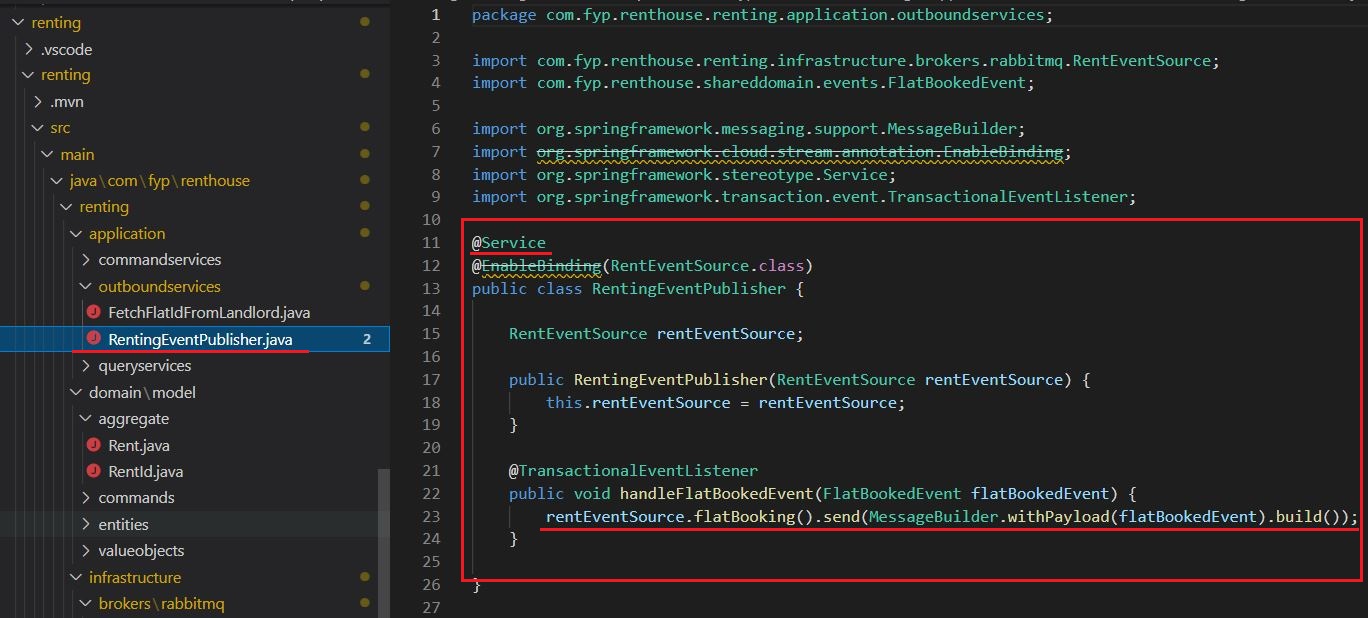 renting
.vscode
renting
.mvn
src
main
java\com\fyp\renthouse
renting
application
commandservices
outboundservices
FetchFlatIdFromLandlord.java
RentingEventPublisher.java 2
queryservices
domain\model
aggregate
Rent.java
RentId.java
commands
entities
valueobjects
infrastructure
brokers\rabbitmq
1 package com.fyp.renthouse.renting.application.outboundservices;
2
3 import com.fyp.renthouse.renting.infrastructure.brokers.rabbitmq.RentEventSource;
4 import com.fyp.renthouse.shareddomain.events.FlatBookedEvent;
5
6 import org.springframework.messaging.support.MessageBuilder;
7 import org.springframework.cloud.stream.annotation.EnableBinding;
8 import org.springframework.stereotype.Service;
9 import org.springframework.transaction.event.TransactionalEventListener;
10
11 @Service
12 @EnableBinding(RentEventSource.class)
13 public class RentingEventPublisher {
14
15 RentEventSource rentEventSource;
16
17 public RentingEventPublisher(RentEventSource rentEventSource) {
18 this.rentEventSource = rentEventSource;
19 }
20
21 @TransactionalEventListener
22 public void handleFlatBookedEvent(FlatBookedEvent flatBookedEvent) {
23 rentEventSource.flatBooking().send(MessageBuilder.withPayload(flatBookedEvent).build());
24 }
25
26 }
27